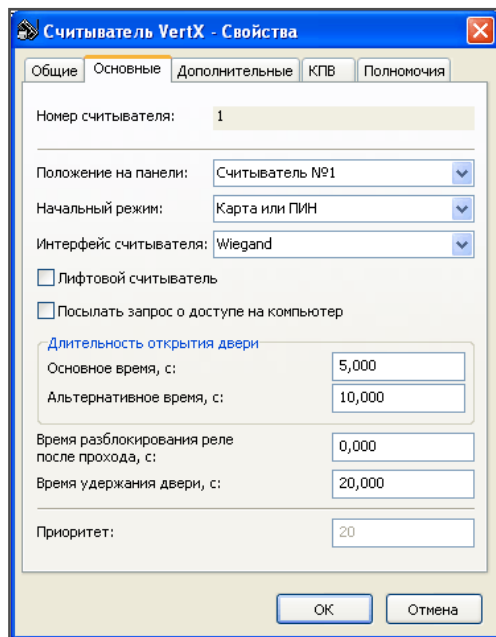 Считыватель VertX - Свойства
Общие Основные Дополнительные КПВ Полномочия
Номер считывателя: 1
Положение на панели: Считыватель №1
Начальный режим: Карта или ПИН
Интерфейс считывателя: Wiegand
Лифтовой считыватель
Посылать запрос о доступе на компьютер
Длительность открытия двери
Основное время, с: 5,000
Альтернативное время, с: 10,000
Время разблокирования реле
после прохода, с: 0,000
Время удержания двери, с: 20,000
Приоритет: 20
OK Отмена